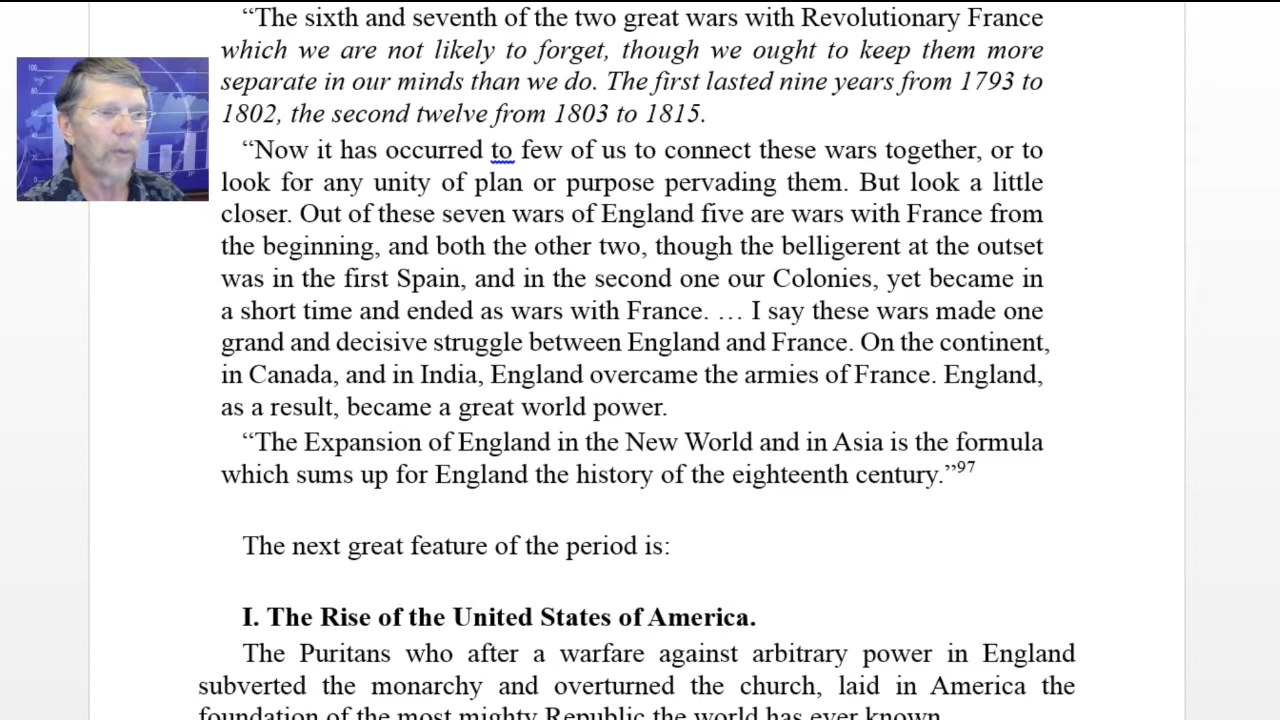 “The sixth and seventh of the two great wars with Revolutionary France
which we are not likely to forget, though we ought to keep them more
separate in our minds than we do. The first lasted nine years from 1793 to
1802, the second twelve from 1803 to 1815.
“Now it has occurred to few of us to connect these wars together, or to
look for any unity of plan or purpose pervading them. But look a little
closer. Out of these seven wars of England five are wars with France from
the beginning, and both the other two, though the belligerent at the outset
was in the first Spain, and in the second one our Colonies, yet became in
a short time and ended as wars with France. … I say these wars made one
grand and decisive struggle between England and France. On the continent,
in Canada, and in India, England overcame the armies of France. England,
as a result, became a great world power.
“The Expansion of England in the New World and in Asia is the formula
which sums up for England the history of the eighteenth century.”97
The next great feature of the period is:
I. The Rise of the United States of America.
The Puritans who after a warfare against arbitrary power in England
subverted the monarchy and overturned the church, laid in America the
foundation of the most mighty Republic the world has ever known.